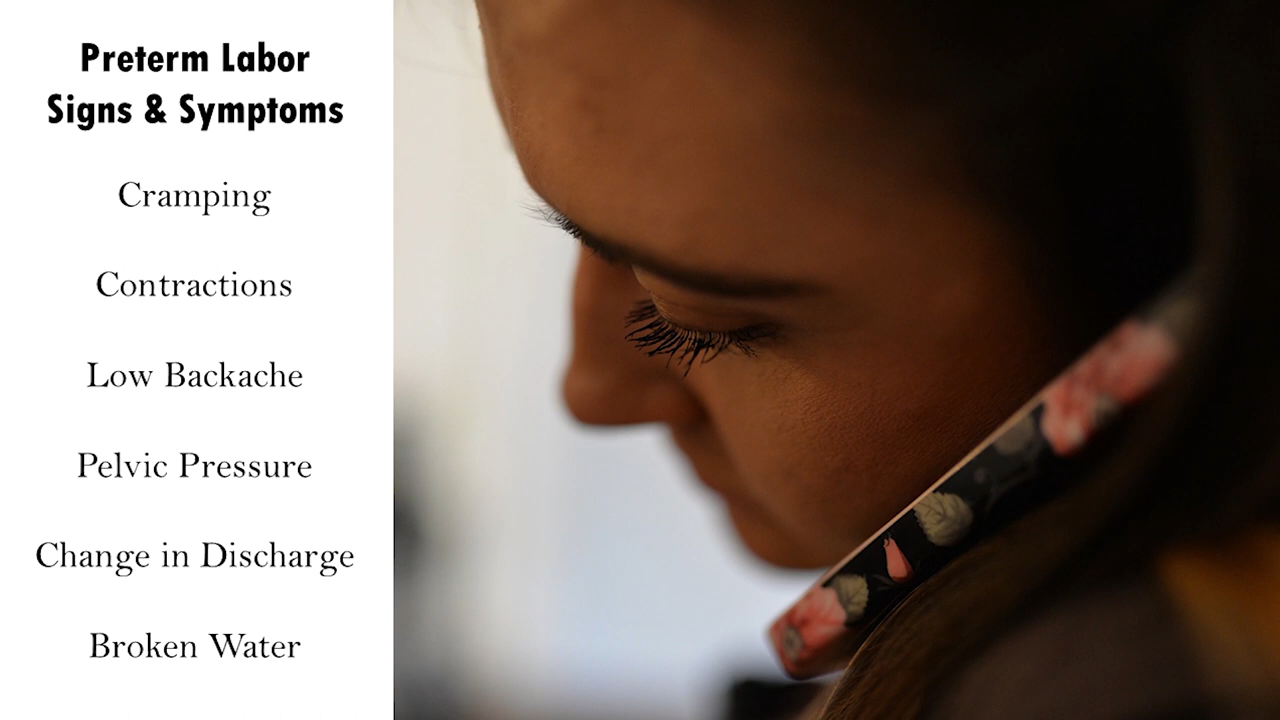 Preterm Labor
Signs & Symptoms
Cramping
Contractions
Low Backache
Pelvic Pressure
Change in Discharge
Broken Water